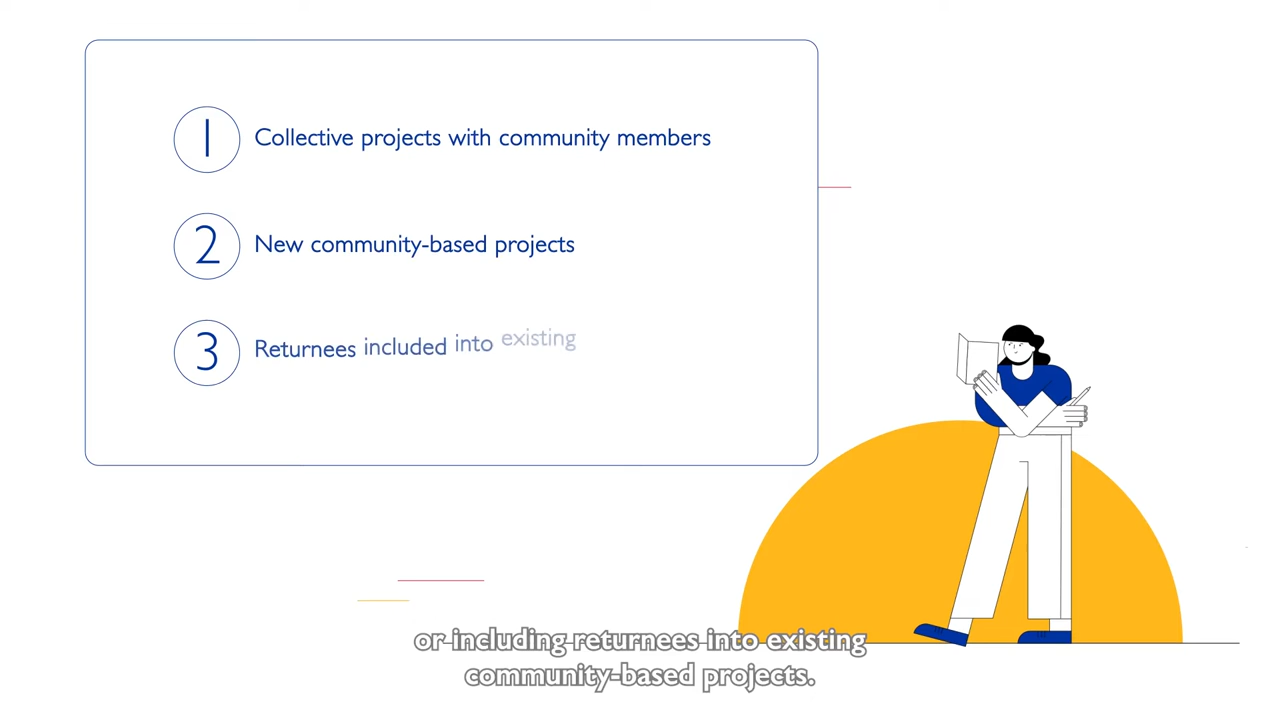 1
Collective projects with community members
2
New community-based projects
3
Returnees included into existing
or including returnees into existing
community-based projects.